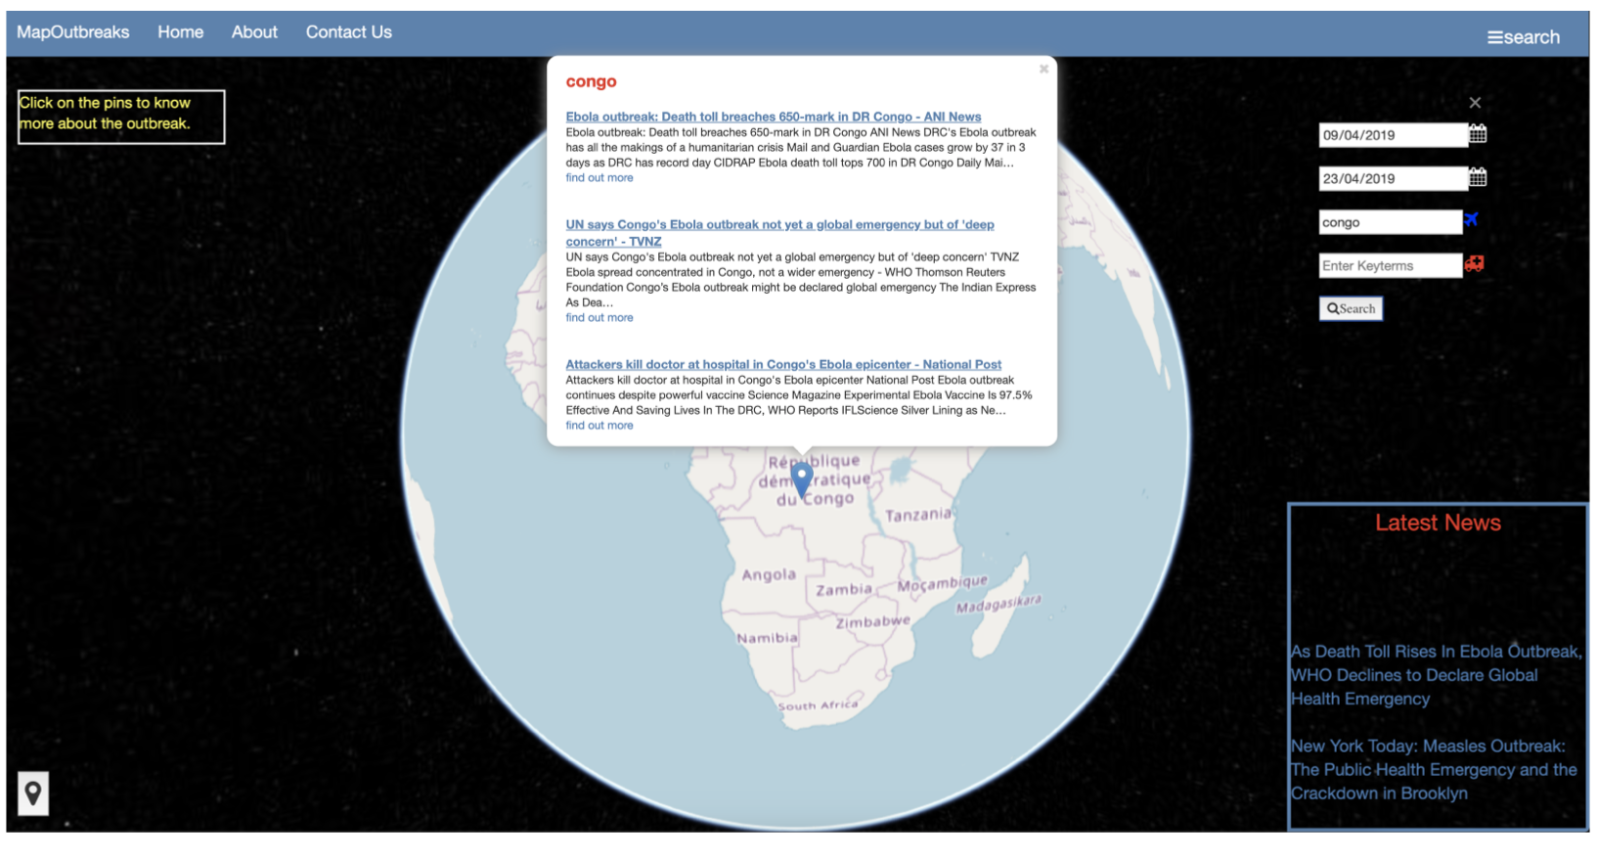 MapOutbreaks Home About Contact Us
search
Click on the pins to know
more about the outbreak.
congo
Ebola outbreak: Death toll breaches 650-mark in DR Congo - ANI News
Ebola outbreak: Death toll breaches 650-mark in DR Congo ANI News DRC's Ebola outbreak
has all the makings of a humanitarian crisis Mail and Guardian Ebola cases grow by 37 in 3
days as DRC has record day CIDRAP Ebola death toll tops 700 in DR Congo Daily Mai...
find out more
UN says Congo's Ebola outbreak not yet a global emergency but of 'deep
concern' - TVNZ
UN says Congo's Ebola outbreak not yet a global emergency but of 'deep concern' TVNZ
Ebola spread concentrated in Congo, not a wider emergency - WHO Thomson Reuters
Foundation Congo's Ebola outbreak might be declared global emergency The Indian Express
As Dea...
find out more
Attackers kill doctor at hospital in Congo's Ebola epicenter - National Post
Attackers kill doctor at hospital in Congo's Ebola epicenter National Post Ebola outbreak
continues despite powerful vaccine Science Magazine Experimental Ebola Vaccine Is 97.5%
Effective And Saving Lives In The DRC, WHO Reports IFLScience Silver Lining as Ne...
find out more
09/04/2019
23/04/2019
congo
Enter Keyterms
Search
République
démocratique
du Congo
Tanzania
Angola
Zambia
Moçambique
Madagasikara
Zimbabwe
Namibia
South Africa
Latest News
As Death Toll Rises In Ebola Outbreak,
WHO Declines to Declare Global
Health Emergency
New York Today: Measles Outbreak:
The Public Health Emergency and the
Crackdown in Brooklyn